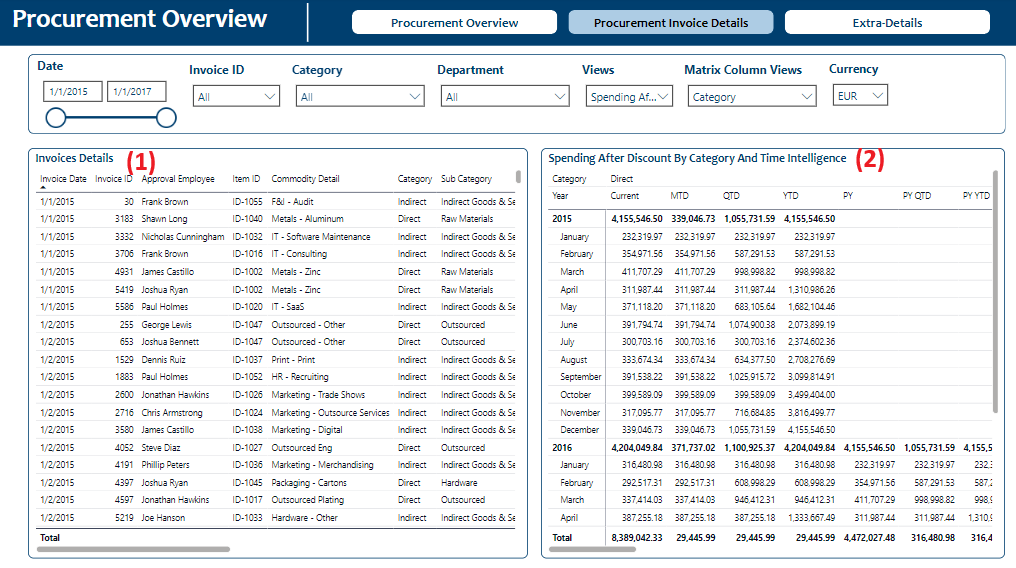 Procurement Overview
Procurement Overview
Procurement Invoice Details
Extra-Details
Date
Invoice ID
Category
Department
Views
Matrix Column Views
Currency
1/1/2015 1/1/2017
All
All
All
Spending Af...
Category
EUR
Invoices Details (1)
Invoice Date Invoice ID Approval Employee Item ID Commodity Detail Category Sub Category
1/1/2015 30 Frank Brown ID-1055 F&I - Audit Indirect Indirect Goods & Se
1/1/2015 3183 Shawn Long ID-1040 Metals - Aluminum Direct Raw Materials
1/1/2015 3332 Nicholas Cunningham ID-1032 IT - Software Maintenance Indirect Indirect Goods & Se
1/1/2015 3706 Frank Brown ID-1016 IT - Consulting Indirect Indirect Goods & Se
1/1/2015 4931 James Castillo ID-1002 Metals - Zinc Direct Raw Materials
1/1/2015 5419 Joshua Ryan ID-1002 Metals - Zinc Direct Raw Materials
1/1/2015 5586 Paul Holmes ID-1020 IT - SaaS Indirect Indirect Goods & Se
1/2/2015 255 George Lewis ID-1047 Outsourced - Other Direct Outsourced
1/2/2015 653 Joshua Bennett ID-1047 Outsourced - Other Direct Outsourced
1/2/2015 1529 Dennis Ruiz ID-1037 Print - Print Indirect Indirect Goods & Se
1/2/2015 1883 Paul Holmes ID-1052 HR - Recruiting Indirect Indirect Goods & Se
1/2/2015 2600 Jonathan Hawkins ID-1026 Marketing - Trade Shows Indirect Indirect Goods & Se
1/2/2015 2716 Chris Armstrong ID-1024 Marketing - Outsource Services Indirect Indirect Goods & Se
1/2/2015 3580 James Castillo ID-1038 Marketing - Digital Indirect Indirect Goods & Se
1/2/2015 4052 Steve Diaz ID-1027 Outsourced Eng Direct Outsourced
1/2/2015 4191 Phillip Peters ID-1036 Marketing - Merchandising Indirect Indirect Goods & Se
1/2/2015 4397 Joshua Ryan ID-1045 Packaging - Cartons Direct Hardware
1/2/2015 4597 Jonathan Hawkins ID-1017 Outsourced Plating Direct Outsourced
1/2/2015 5219 Joe Hanson ID-1033 Hardware - Other Indirect Indirect Goods & Se
Total
Spending After Discount By Category And Time Intelligence (2)
Category Direct
Year Current MTD QTD YTD PY PY QTD PY YTD
2015 4,155,546.50 339,046.73 1,055,731.59 4,155,546.50
January 232,319.97 232,319.97 232,319.97 232,319.97
February 354,971.56 354,971.56 587,291.53 587,291.53
March 411,707.29 411,707.29 998,998.82 998,998.82
April 311,987.44 311,987.44 311,987.44 1,310,986.26
May 371,118.20 371,118.20 683,105.64 1,682,104.46
June 391,794.74 391,794.74 1,074,900.38 2,073,899.19
July 300,703.16 300,703.16 300,703.16 2,374,602.36
August 333,674.34 333,674.34 634,377.50 2,708,276.69
September 391,538.22 391,538.22 1,025,915.72 3,099,814.91
October 399,589.09 399,589.09 399,589.09 3,499,404.00
November 317,095.77 317,095.77 716,684.85 3,816,499.77
December 339,046.73 339,046.73 1,055,731.59 4,155,546.50
2016 4,204,049.84 371,737.02 1,100,925.37 4,204,049.84 4,155,546.50 1,055,731.59 4,155,5
January 316,480.98 316,480.98 316,480.98 316,480.98 232,319.97 232,319.97 232,3
February 292,517.31 292,517.31 608,998.29 608,998.29 354,971.56 587,291.53 587,2
March 337,414.03 337,414.03 946,412.31 946,412.31 411,707.29 998,998.82 998,9
April 387,255.18 387,255.18 387,255.18 1,333,667.49 311,987.44 311,987.44 1,310,9
Total 8,389,042.33 29,445.99 29,445.99 29,445.99 4,472,027.48 316,480.98 316,4